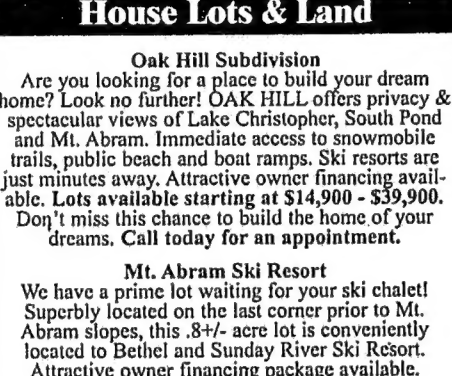 House Lots & Land
Oak Hill Subdivision
Are you looking for a place to build your dream
home? Look no further! OAK HILL offers privacy &
spectacular views of Lake Christopher, South Pond
and Mt. Abram. Immediate access to snowmobile
trails, public beach and boat ramps. Ski resorts are
just minutes away. Attractive owner financing avail-
able. Lots available starting at $14,900 - $39,900.
Don't miss this chance to build the home of your
dreams. Call today for an appointment.
Mt. Abram Ski Resort
We have a prime lot waiting for your ski chalet!
Superbly located on the last corner prior to Mt.
Abram slopes, this .8+/- acre lot is conveniently
located to Bethel and Sunday River Ski Resort.
Attractive owner financing package available.